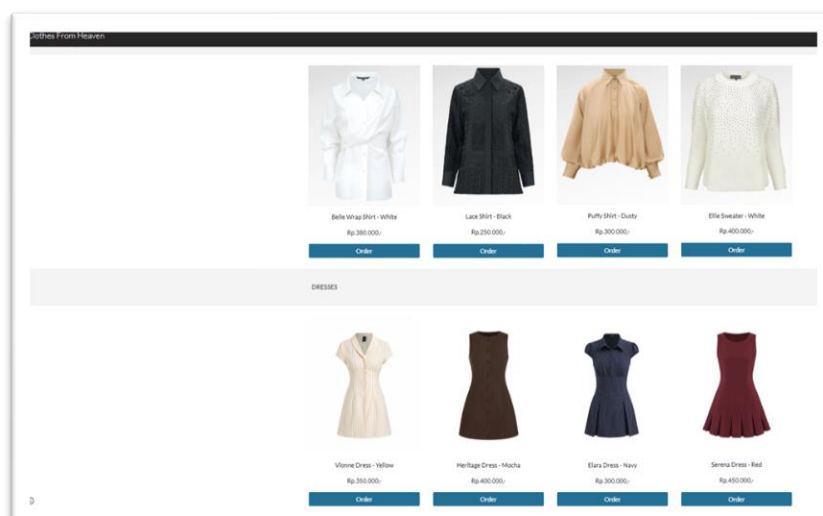 Clothes From Heaven
Belle Wrap Shirt - White
Lace Shirt - Black
Puffy Shirt - Dusty
Ellie Sweater - White
Rp.380.000,-
Rp.250.000,-
Rp.300.000,-
Rp.400.000,-
Order
Order
Order
Order
DRESSES
Vionne Dress - Yellow
Heritage Dress - Mocha
Elara Dress - Navy
Serena Dress - Red
Rp.350.000,-
Rp.400.000,-
Rp.300.000,-
Rp.450.000,-
Order
Order
Order
Order